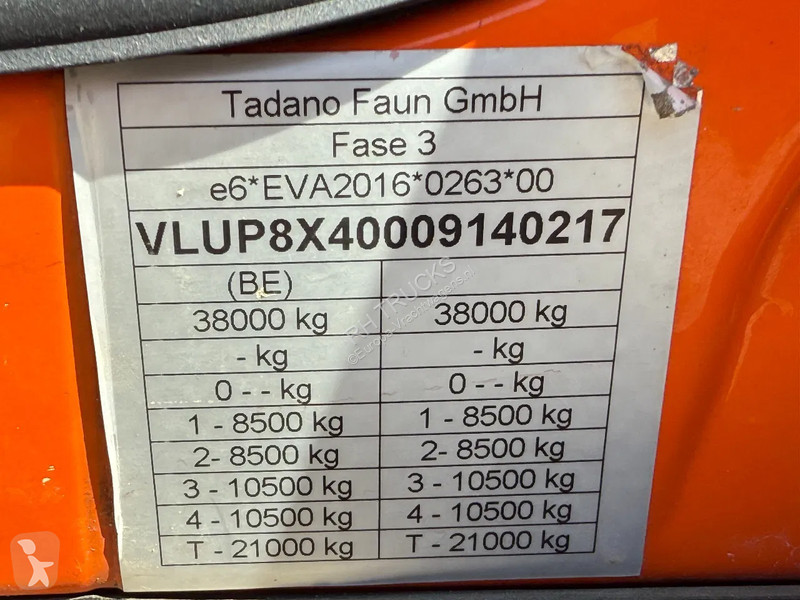 Tadano Faun GmbH
Fase 3
e6*EVA2016*0263*00
VLUP8X40009140217
(BE)
38000 kg 38000 kg
- kg - kg
0 - - kg 0 - - kg
1 - 8500 kg 1 - 8500 kg
2- 8500 kg 2- 8500 kg
3 - 10500 kg 3 - 10500 kg
4 - 10500 kg 4 - 10500 kg
T - 21000 kg T - 21000 kg
PH TRUCKS